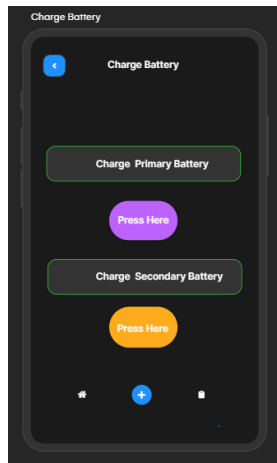 Charge Battery
Charge Battery
Charge Primary Battery
Press Here
Charge Secondary Battery
Press Here